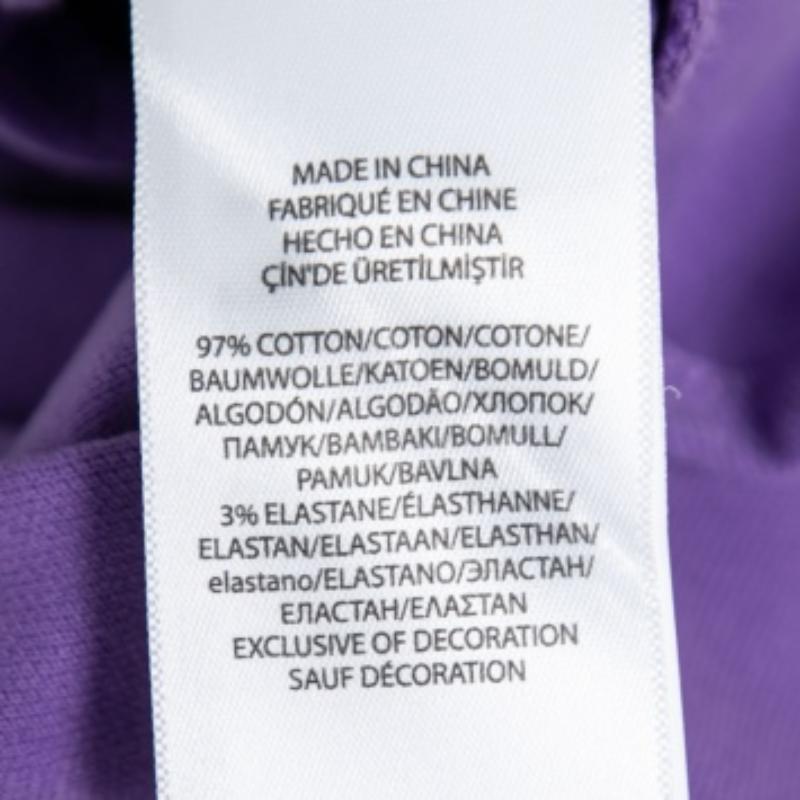 MADE IN CHINA
FABRIQUÉ EN CHINE
HECHO EN CHINA
ÇİN'DE ÜRETİLMİŞTİR
97% COTTON/COTON/COTONE/
BAUMWOLLE/KATOEN/BOMULD/
ALGODÓN/ALGODÃO/ХЛОПОК/
ПАМУК/BAMBAKI/BOMULL/
PAMUK/BAVLNA
3% ELASTANE/ÉLASTHANNE/
ELASTAN/ELASTAAN/ELASTHAN/
elastano/ELASTANO/ЭЛАСТАН/
ЕЛАСТАН/ΕΛΑΣΤΑΝ
EXCLUSIVE OF DECORATION
SAUF DÉCORATION